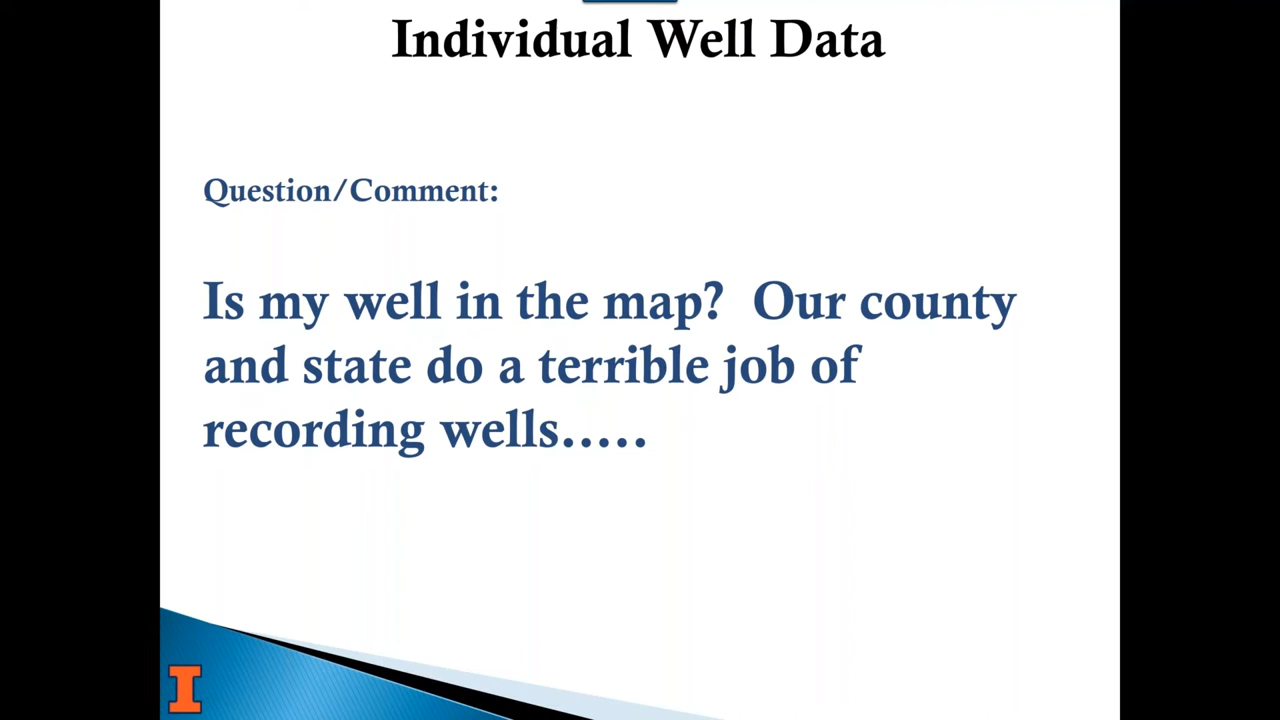 Individual Well Data
Question/Comment:
Is my well in the map?  Our county
and state do a terrible job of
recording wells.....
I